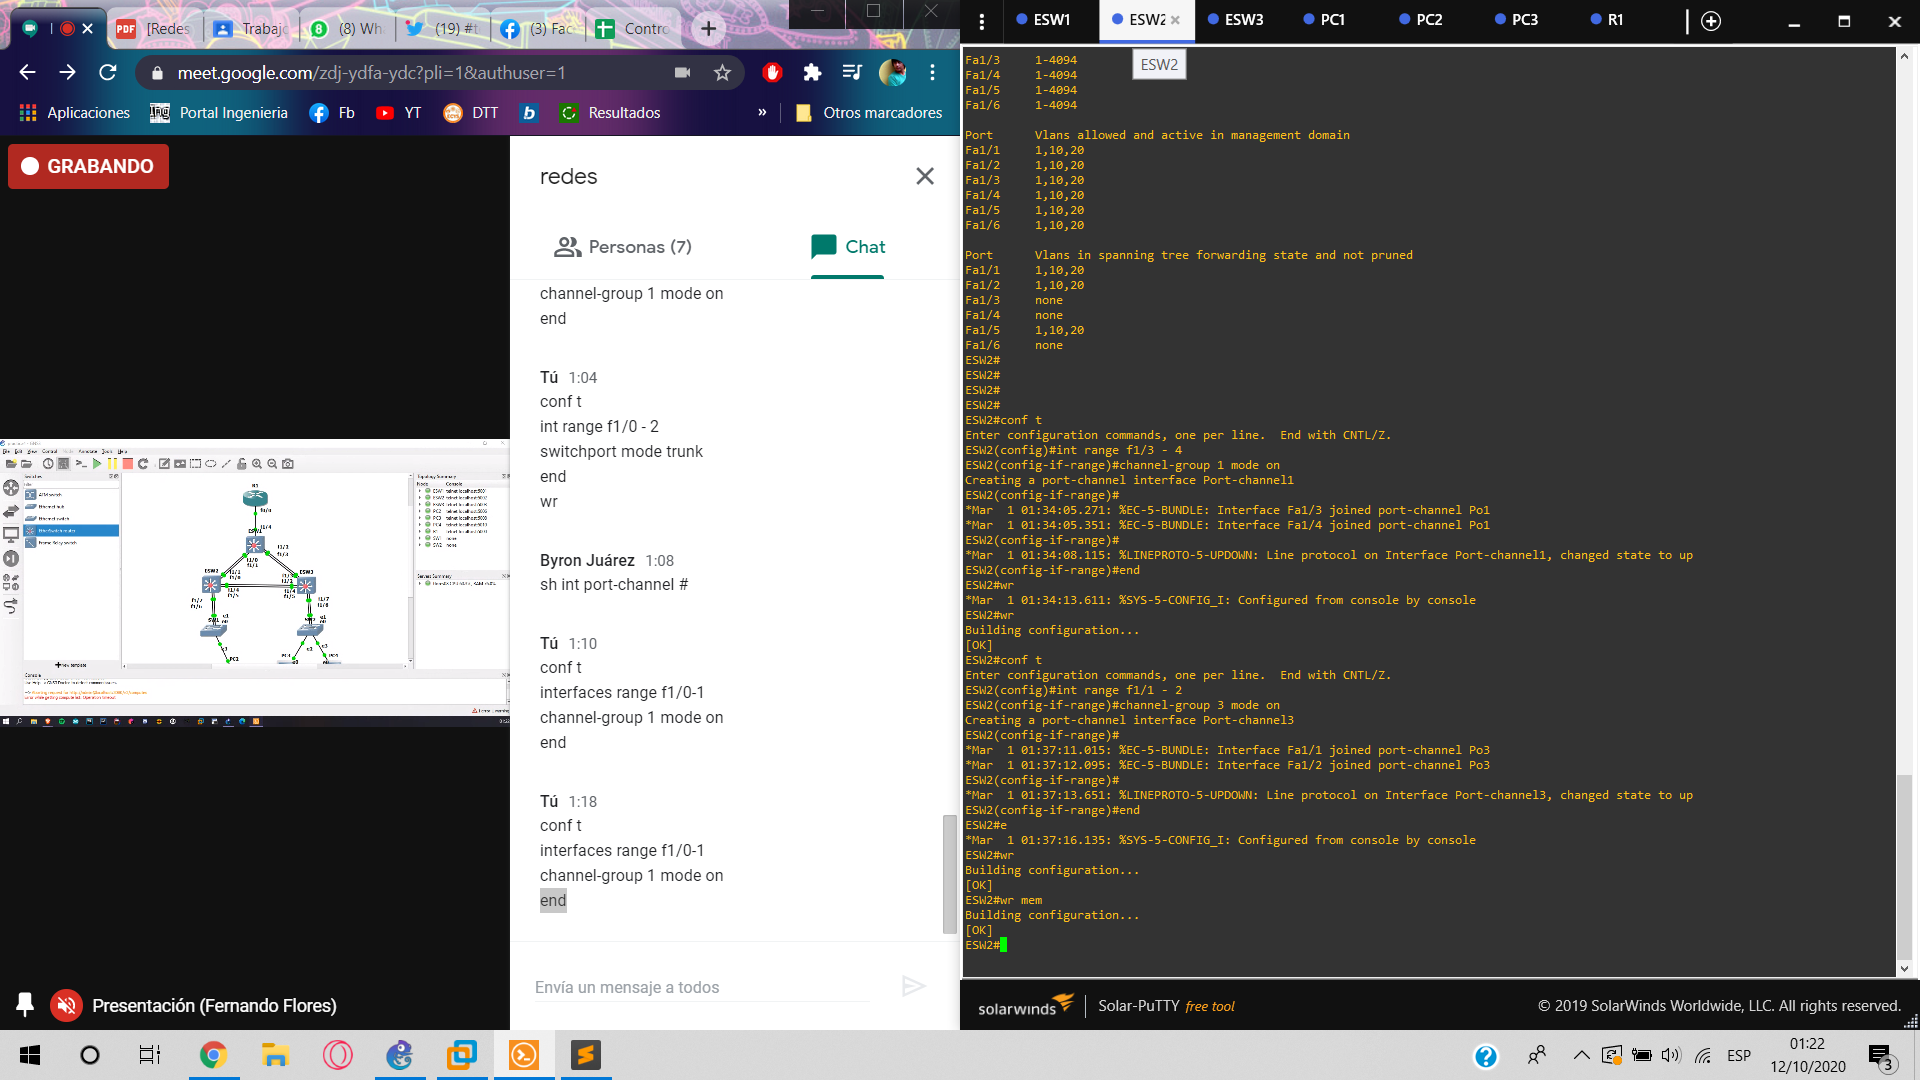 [Redes
Trabajo
(8) Wh
(19) #t
(3) Fac
Contro
meet.google.com/zdj-ydfa-ydc?pli=1&authuser=1
Aplicaciones
Portal Ingenieria
Fb
YT
DTT
Resultados
»
Otros marcadores
GRABANDO
redes
Personas (7)
Chat
channel-group 1 mode on
end
Tú 1:04
conf t
int range f1/0 - 2
switchport mode trunk
end
wr
Byron Juárez 1:08
sh int port-channel #
Tú 1:10
conf t
interfaces range f1/0-1
channel-group 1 mode on
end
Tú 1:18
conf t
interfaces range f1/0-1
channel-group 1 mode on
end
Envía un mensaje a todos
Presentación (Fernando Flores)
ESW1
ESW2
ESW3
PC1
PC2
PC3
R1
ESW2
Fa1/3 1-4094
Fa1/4 1-4094
Fa1/5 1-4094
Fa1/6 1-4094
Port Vlans allowed and active in management domain
Fa1/1 1,10,20
Fa1/2 1,10,20
Fa1/3 1,10,20
Fa1/4 1,10,20
Fa1/5 1,10,20
Fa1/6 1,10,20
Port Vlans in spanning tree forwarding state and not pruned
Fa1/1 1,10,20
Fa1/2 1,10,20
Fa1/3 none
Fa1/4 none
Fa1/5 1,10,20
Fa1/6 none
ESW2#
ESW2#
ESW2#
ESW2#
ESW2#conf t
Enter configuration commands, one per line.  End with CNTL/Z.
ESW2(config)#int range f1/3 - 4
ESW2(config-if-range)#channel-group 1 mode on
Creating a port-channel interface Port-channel1
ESW2(config-if-range)#
*Mar  1 01:34:05.271: %EC-5-BUNDLE: Interface Fa1/3 joined port-channel Po1
*Mar  1 01:34:05.351: %EC-5-BUNDLE: Interface Fa1/4 joined port-channel Po1
ESW2(config-if-range)#
*Mar  1 01:34:08.115: %LINEPROTO-5-UPDOWN: Line protocol on Interface Port-channel1, changed state to up
ESW2(config-if-range)#end
ESW2#wr
*Mar  1 01:34:13.611: %SYS-5-CONFIG_I: Configured from console by console
ESW2#wr
Building configuration...
[OK]
ESW2#conf t
Enter configuration commands, one per line.  End with CNTL/Z.
ESW2(config)#int range f1/1 - 2
ESW2(config-if-range)#channel-group 3 mode on
Creating a port-channel interface Port-channel3
ESW2(config-if-range)#
*Mar  1 01:37:11.015: %EC-5-BUNDLE: Interface Fa1/1 joined port-channel Po3
*Mar  1 01:37:12.095: %EC-5-BUNDLE: Interface Fa1/2 joined port-channel Po3
ESW2(config-if-range)#
*Mar  1 01:37:13.651: %LINEPROTO-5-UPDOWN: Line protocol on Interface Port-channel3, changed state to up
ESW2(config-if-range)#end
ESW2#e
*Mar  1 01:37:16.135: %SYS-5-CONFIG_I: Configured from console by console
ESW2#wr
Building configuration...
[OK]
ESW2#wr mem
Building configuration...
[OK]
ESW2#
solarwinds
Solar-PuTTY free tool
© 2019 SolarWinds Worldwide, LLC. All rights reserved.
ESP
01:22
12/10/2020
3